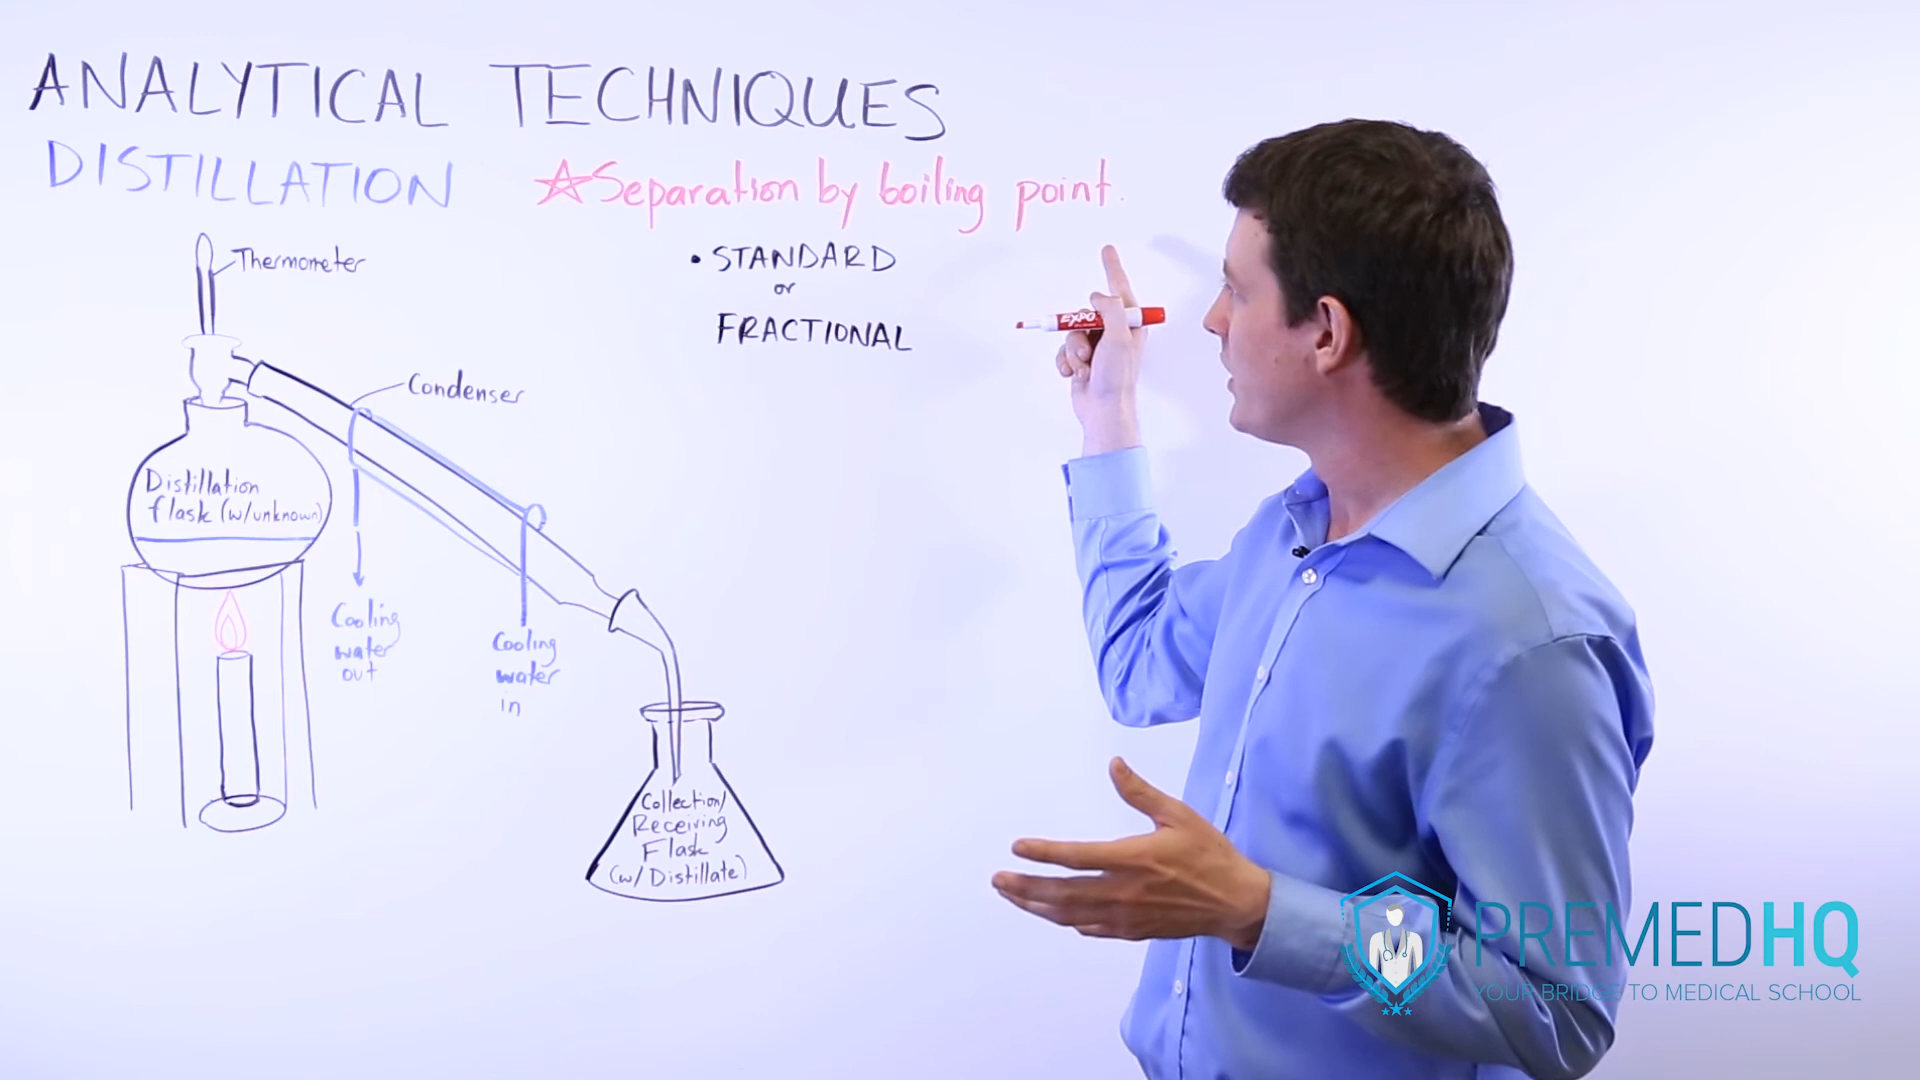 ANALYTICAL TECHNIQUES
DISTILLATION
☆Separation by boiling point.
• STANDARD
or
FRACTIONAL
Thermometer
Condenser
Distillation
flask (w/unknown)
Cooling
water
out
Cooling
water
in
Collection/
Receiving
Flask
(w/ Distillate)
EXPO
PREMEDHQ
YOUR BRIDGE TO MEDICAL SCHOOL